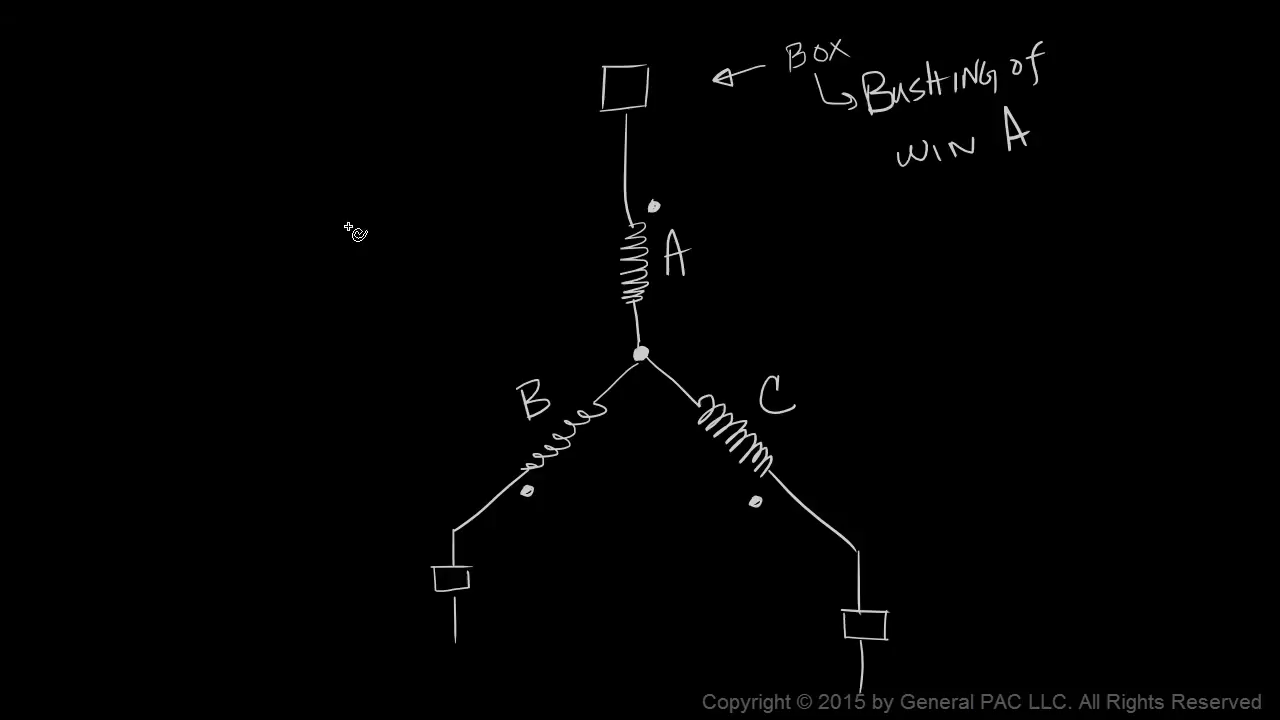 BOX
BUSHING of
WIN A
A
B
C
Copyright © 2015 by General PAC LLC. All Rights Reserved